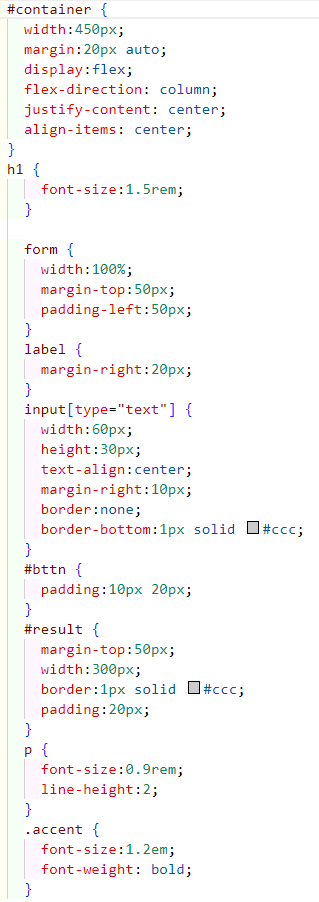 #container {
  width:450px;
  margin:20px auto;
  display:flex;
  flex-direction: column;
  justify-content: center;
  align-items: center;
}
h1 {
    font-size:1.5rem;
  }

  form {
    width:100%;
    margin-top:50px;
    padding-left:50px;
  }
  label {
    margin-right:20px;
  }
  input[type="text"] {
    width:60px;
    height:30px;
    text-align:center;
    margin-right:10px;
    border:none;
    border-bottom:1px solid #ccc;
  }
  #bttn {
    padding:10px 20px;
  }
  #result {
    margin-top:50px;
    width:300px;
    border:1px solid #ccc;
    padding:20px;
  }
  p {
    font-size:0.9rem;
    line-height:2;
  }
  .accent {
    font-size:1.2em;
    font-weight: bold;
  }